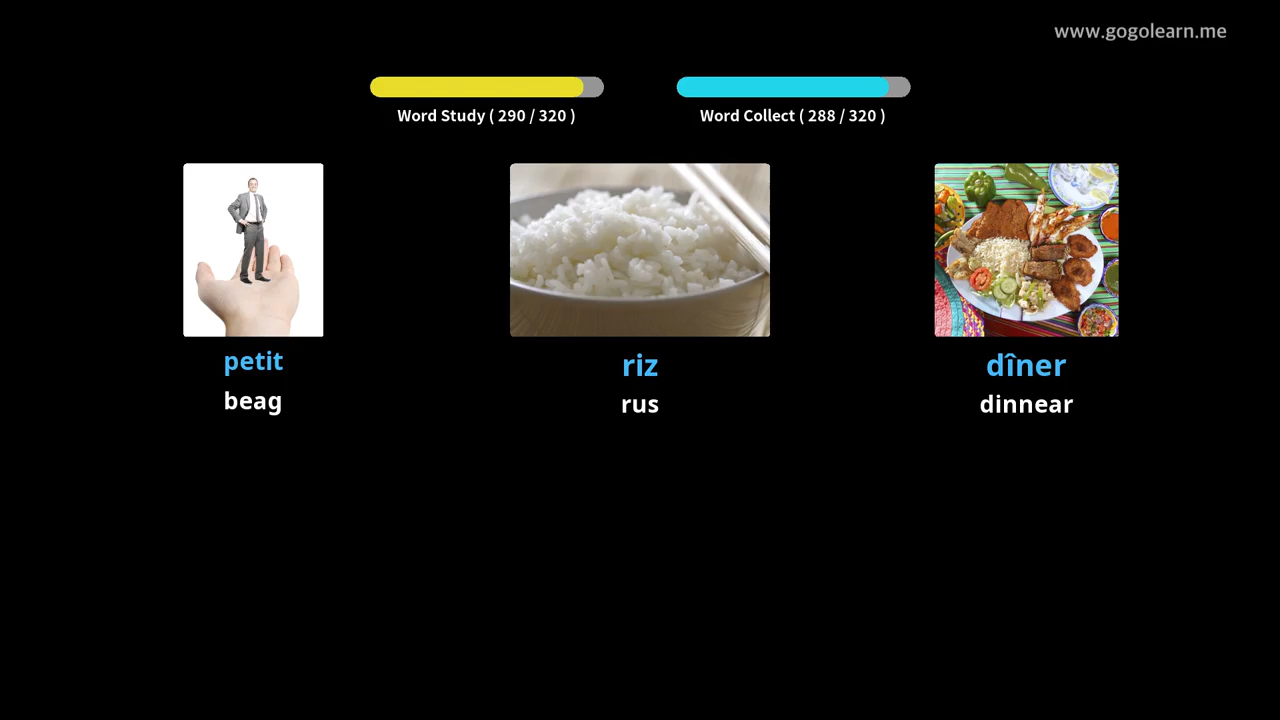 www.gogolearn.me
Word Study ( 290 / 320 )
Word Collect ( 288 / 320 )
petit
beag
riz
rus
dîner
dinnear